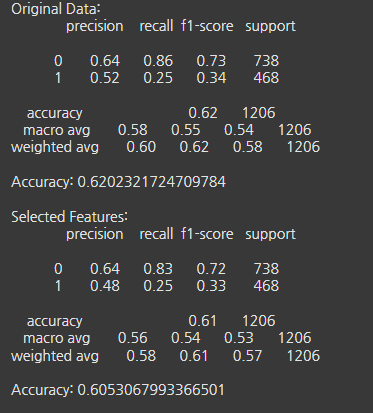 Original Data:
precision recall f1-score support
0 0.64 0.86 0.73 738
1 0.52 0.25 0.34 468
accuracy 0.62 1206
macro avg 0.58 0.55 0.54 1206
weighted avg 0.60 0.62 0.58 1206
Accuracy: 0.6202321724709784
Selected Features:
precision recall f1-score support
0 0.64 0.83 0.72 738
1 0.48 0.25 0.33 468
accuracy 0.61 1206
macro avg 0.56 0.54 0.53 1206
weighted avg 0.58 0.61 0.57 1206
Accuracy: 0.6053067993366501